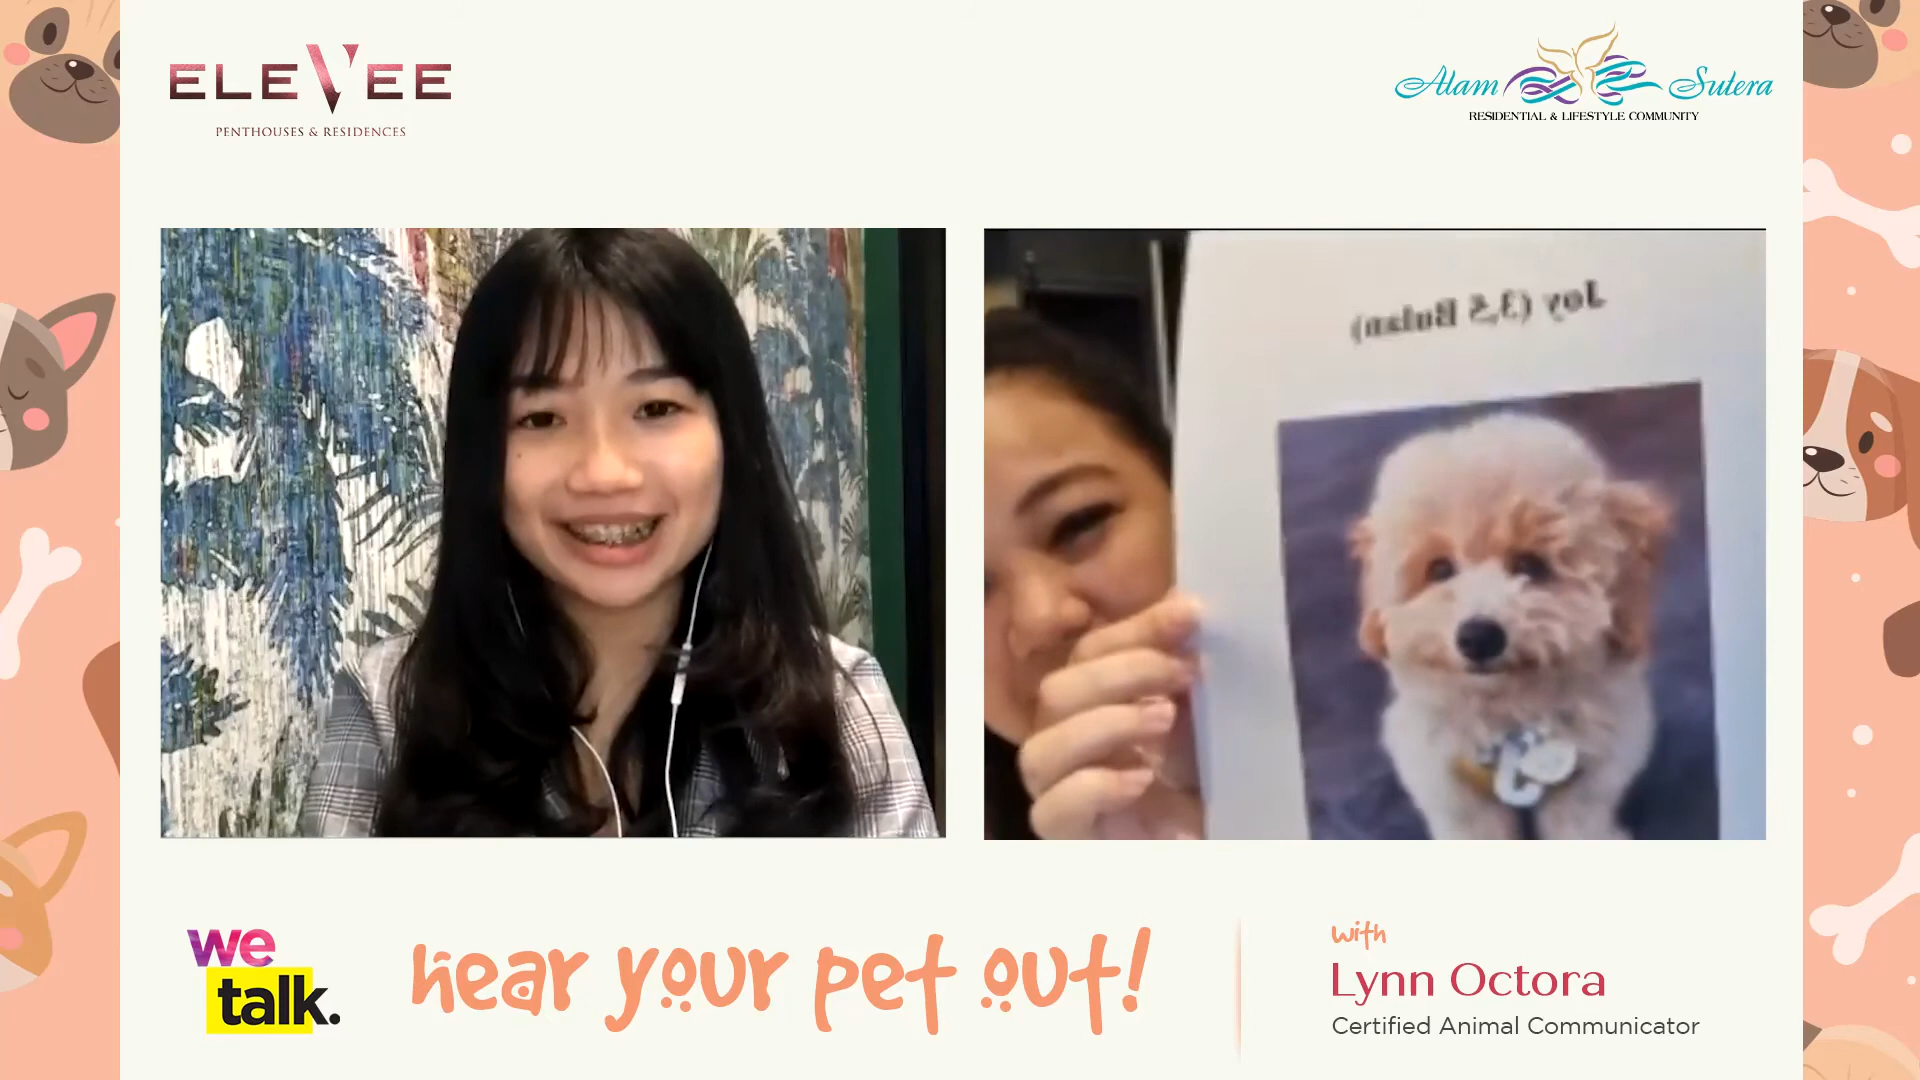 ELEVEE
PENTHOUSES & RESIDENCES
Alam Sutera
RESIDENTIAL & LIFESTYLE COMMUNITY
Joy (3,5 Bulan)
we
talk.
hear your pet out!
with
Lynn Octora
Certified Animal Communicator